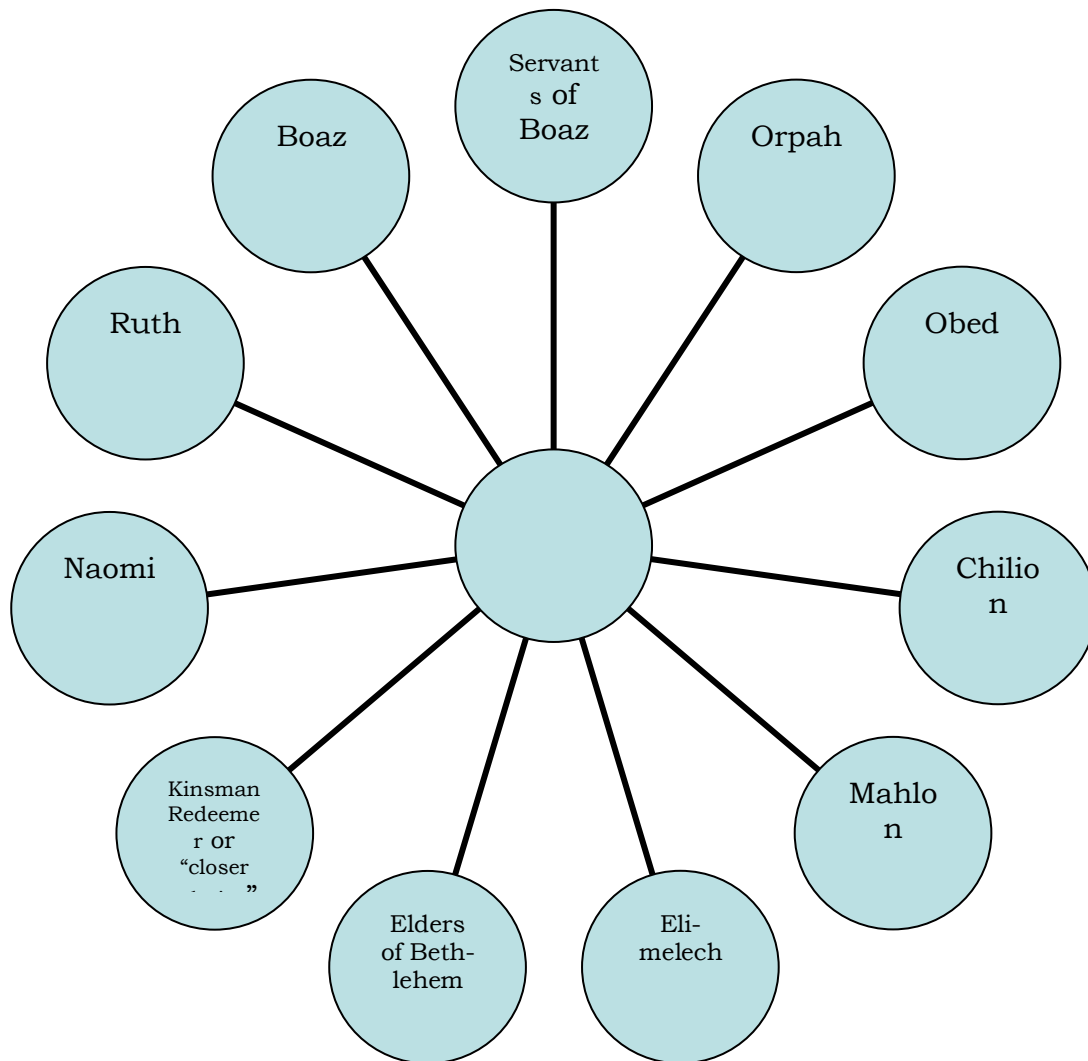 Servant
s of
Boaz
Orpah
Obed
Chilio
n
Mahlo
n
Eli-
melech
Elders
of Beth-
lehem
Kinsman
Redeeme
r or
“closer
”
Naomi
Ruth
Boaz